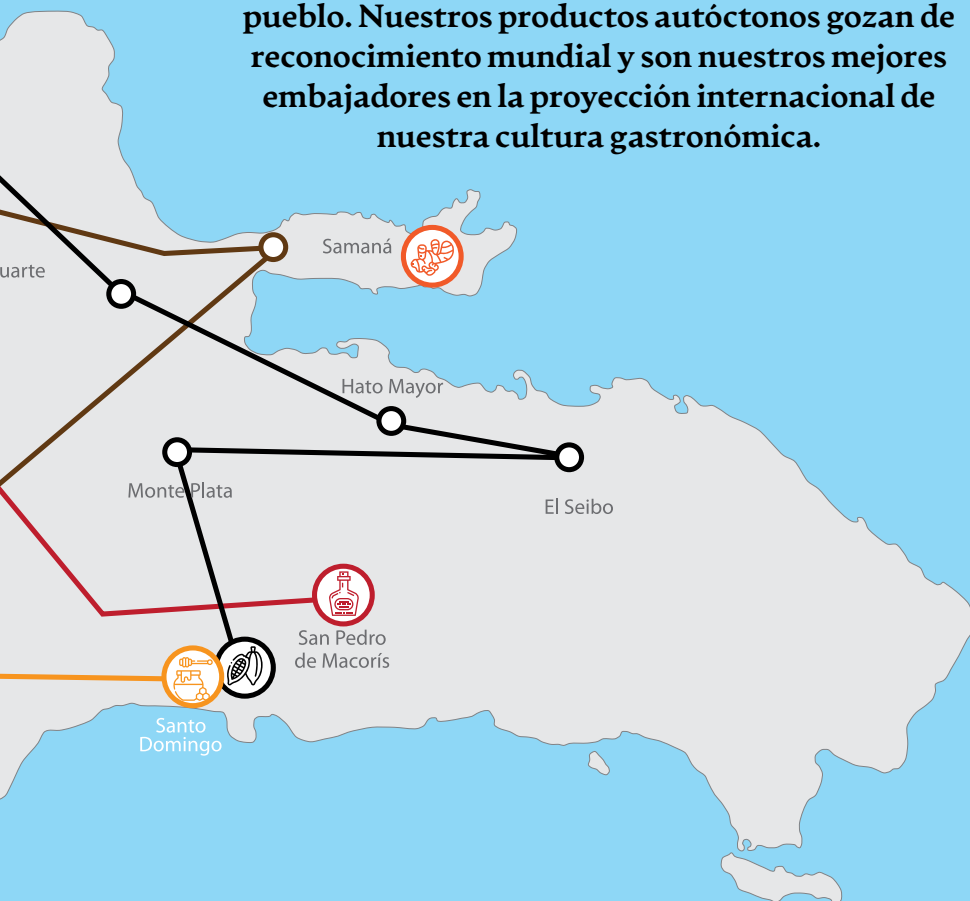 pueblo. Nuestros productos autóctonos gozan de
reconocimiento mundial y son nuestros mejores
embajadores en la proyección internacional de
nuestra cultura gastronómica.
Samaná
uarte
Hato Mayor
Monte Plata
El Seibo
San Pedro
de Macorís
Santo
Domingo